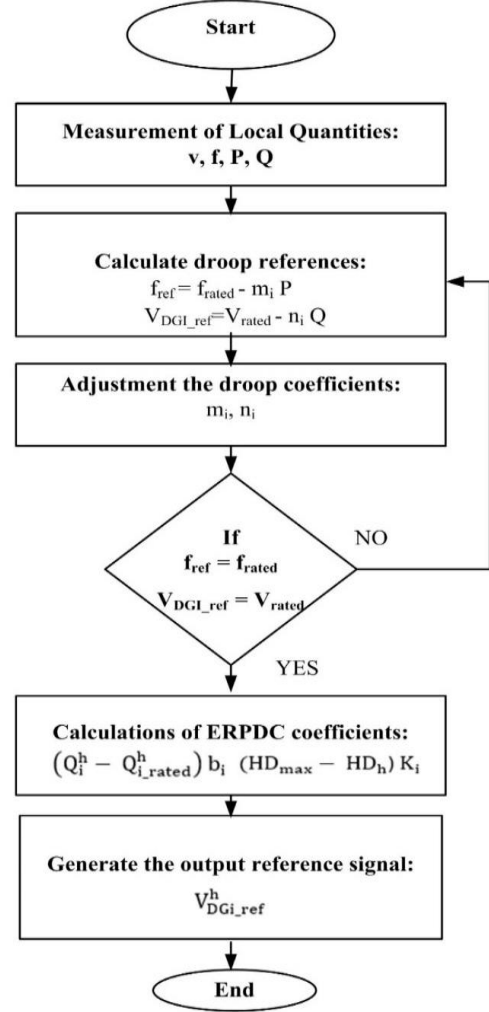 Start
Measurement of Local Quantities:
v, f, P, Q
Calculate droop references:
f_ref= f_rated - m_i P
V_DGI_ref=V_rated - n_i Q
Adjustment the droop coefficients:
m_i, n_i
If
f_ref = f_rated
V_DGI_ref = V_rated
NO
YES
Calculations of ERPDC coefficients:
(Q_i^h − Q_i_rated^h) b_i (HD_max − HD_h) K_i
Generate the output reference signal:
V_DGi_ref^h
End